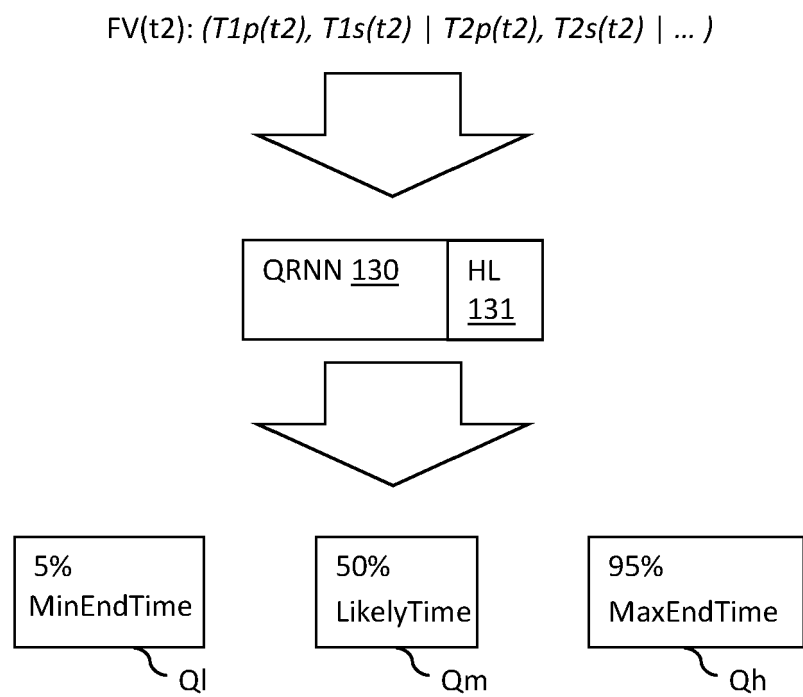 FV(t2): (T1p(t2), T1s(t2) | T2p(t2), T2s(t2) | ... )
QRNN 130
HL
131
5%
MinEndTime
50%
LikelyTime
95%
MaxEndTime
Ql
Qm
Qh